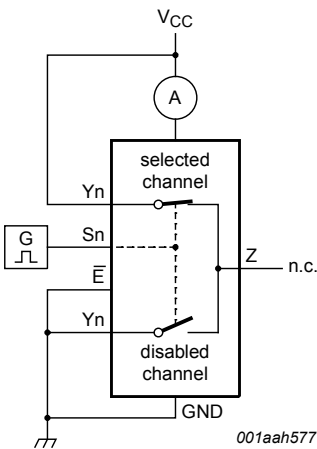 VCC
A
selected
channel
Yn
G
Sn
E̅
Z
n.c.
Yn
disabled
channel
GND
001aah577